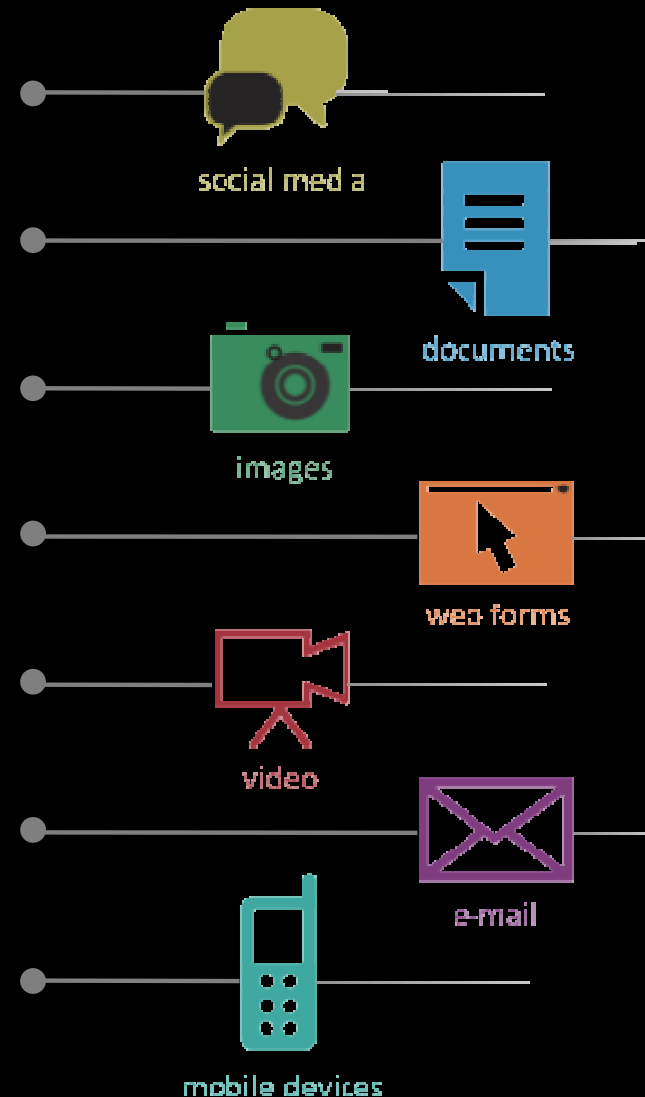 social med a
documents
images
web forms
video
e-mail
mobile devices